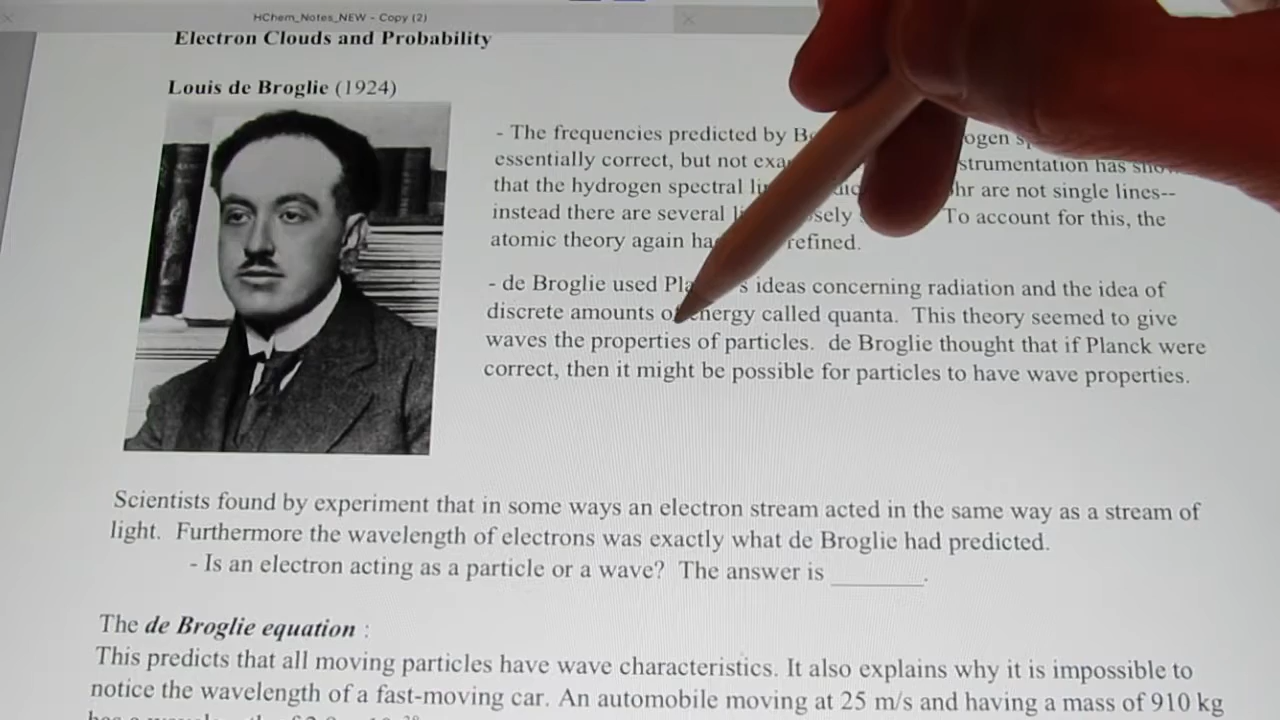 HChem_Notes_NEW - Copy (2)
Electron Clouds and Probability
Louis de Broglie (1924)
- The frequencies predicted by
essentially correct, but not
that the hydrogen spectral are not single lines--
instead there are several To account for this, the
atomic theory again refined.
- de Broglie used ideas concerning radiation and the idea of
discrete amounts of energy called quanta. This theory seemed to give
waves the properties of particles. de Broglie thought that if Planck were
correct, then it might be possible for particles to have wave properties.
Scientists found by experiment that in some ways an electron stream acted in the same way as a stream of
light. Furthermore the wavelength of electrons was exactly what de Broglie had predicted.
- Is an electron acting as a particle or a wave? The answer is ________.
The de Broglie equation :
This predicts that all moving particles have wave characteristics. It also explains why it is impossible to
notice the wavelength of a fast-moving car. An automobile moving at 25 m/s and having a mass of 910 kg